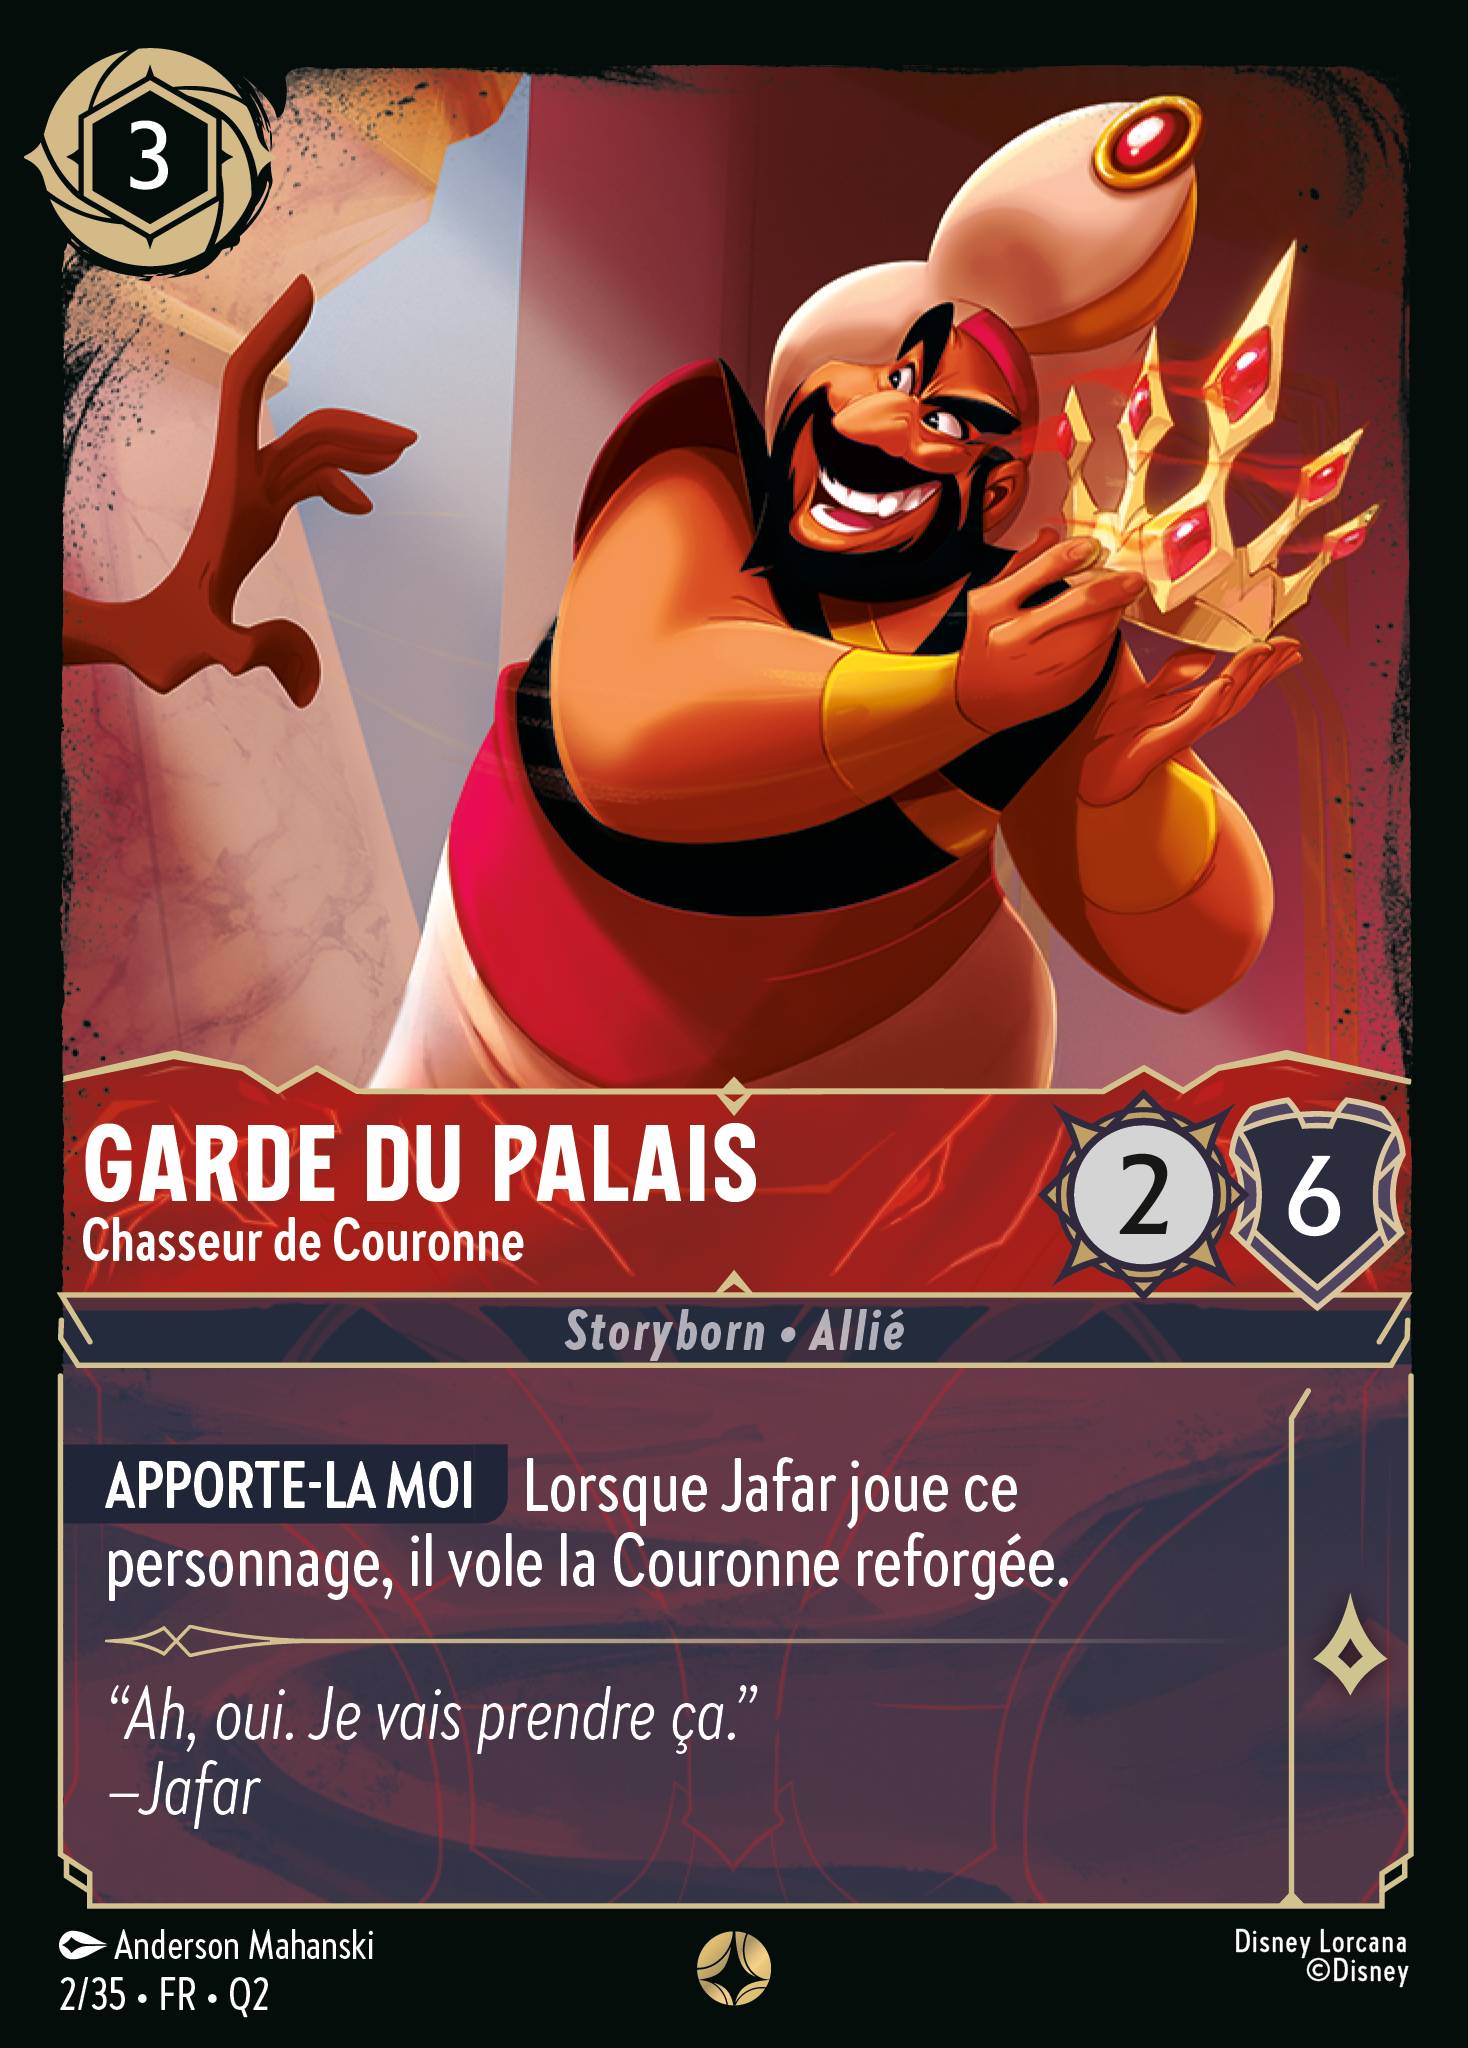 3
GARDE DU PALAIS
Chasseur de Couronne
2
6
Storyborn • Allié
APPORTE-LA MOI Lorsque Jafar joue ce
personnage, il vole la Couronne reforgée.
“Ah, oui. Je vais prendre ça.”
–Jafar
Anderson Mahanski
2/35 • FR • Q2
Disney Lorcana
©Disney